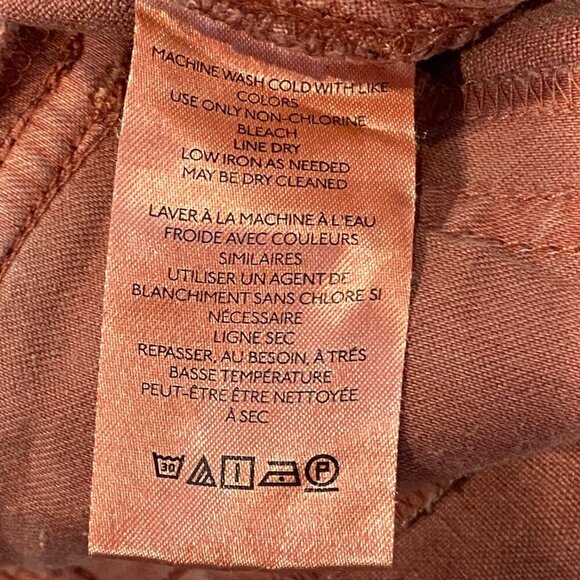 MACHINE WASH COLD WITH LIKE
COLORS
USE ONLY NON-CHLORINE
BLEACH
LINE DRY
LOW IRON AS NEEDED
MAY BE DRY CLEANED
LAVER À LA MACHINE À L'EAU
FROIDE AVEC COULEURS
SIMILAIRES
UTILISER UN AGENT DE
BLANCHIMENT SANS CHLORE SI
NÉCESSAIRE
LIGNE SEC
REPASSER, AU BESOIN, À TRÉS
BASSE TEMPÉRATURE
PEUT-ÊTRE ÊTRE NETTOYÉE
À SEC
30 P